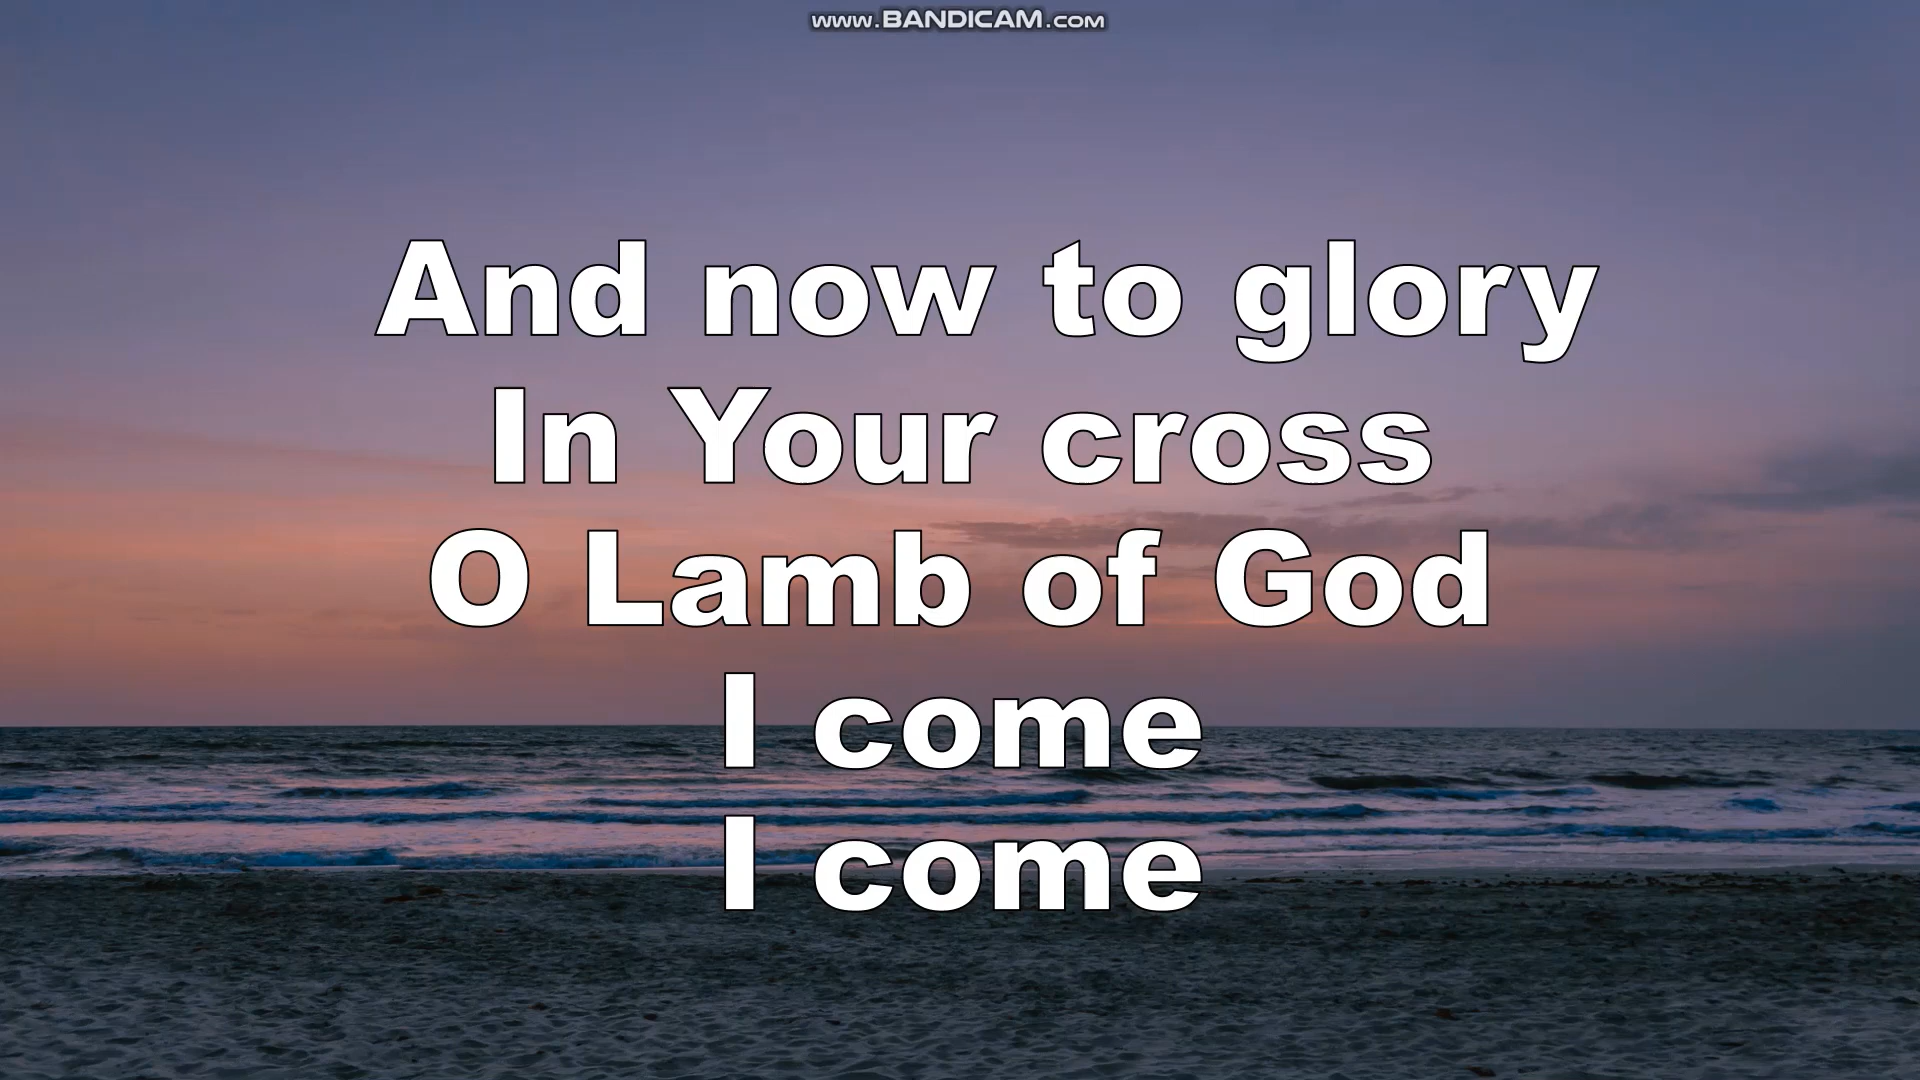 www.BANDICAM.com
And now to glory
In Your cross
O Lamb of God
I come
I come